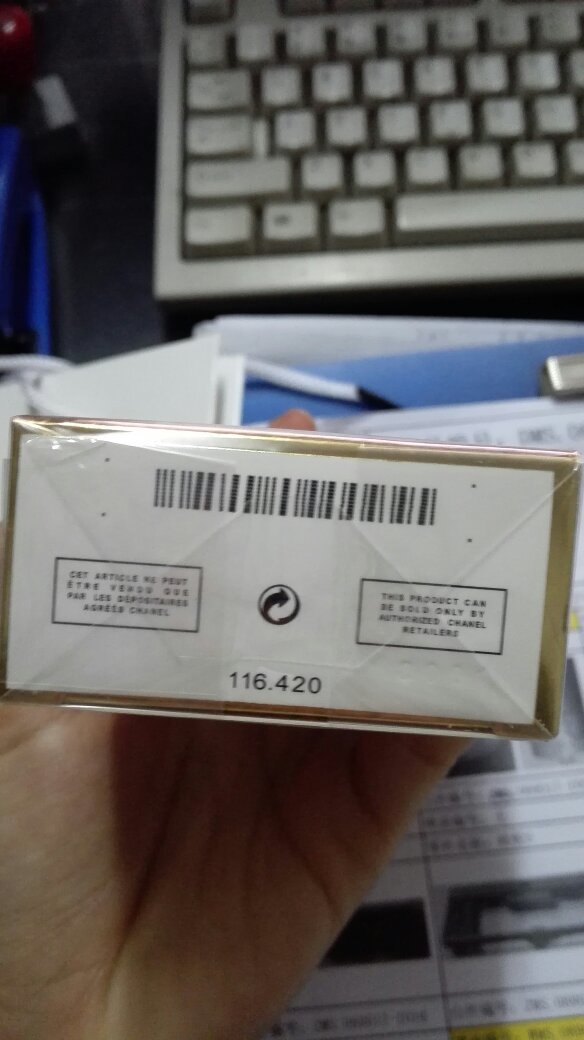 CET ARTICLE NE PEUT
ÊTRE VENDU QUE
PAR LES DÉPOSITAIRES
AGRÉÉS CHANEL
THIS PRODUCT CAN
BE SOLD ONLY BY
AUTHORIZED CHANEL
RETAILERS
116.420